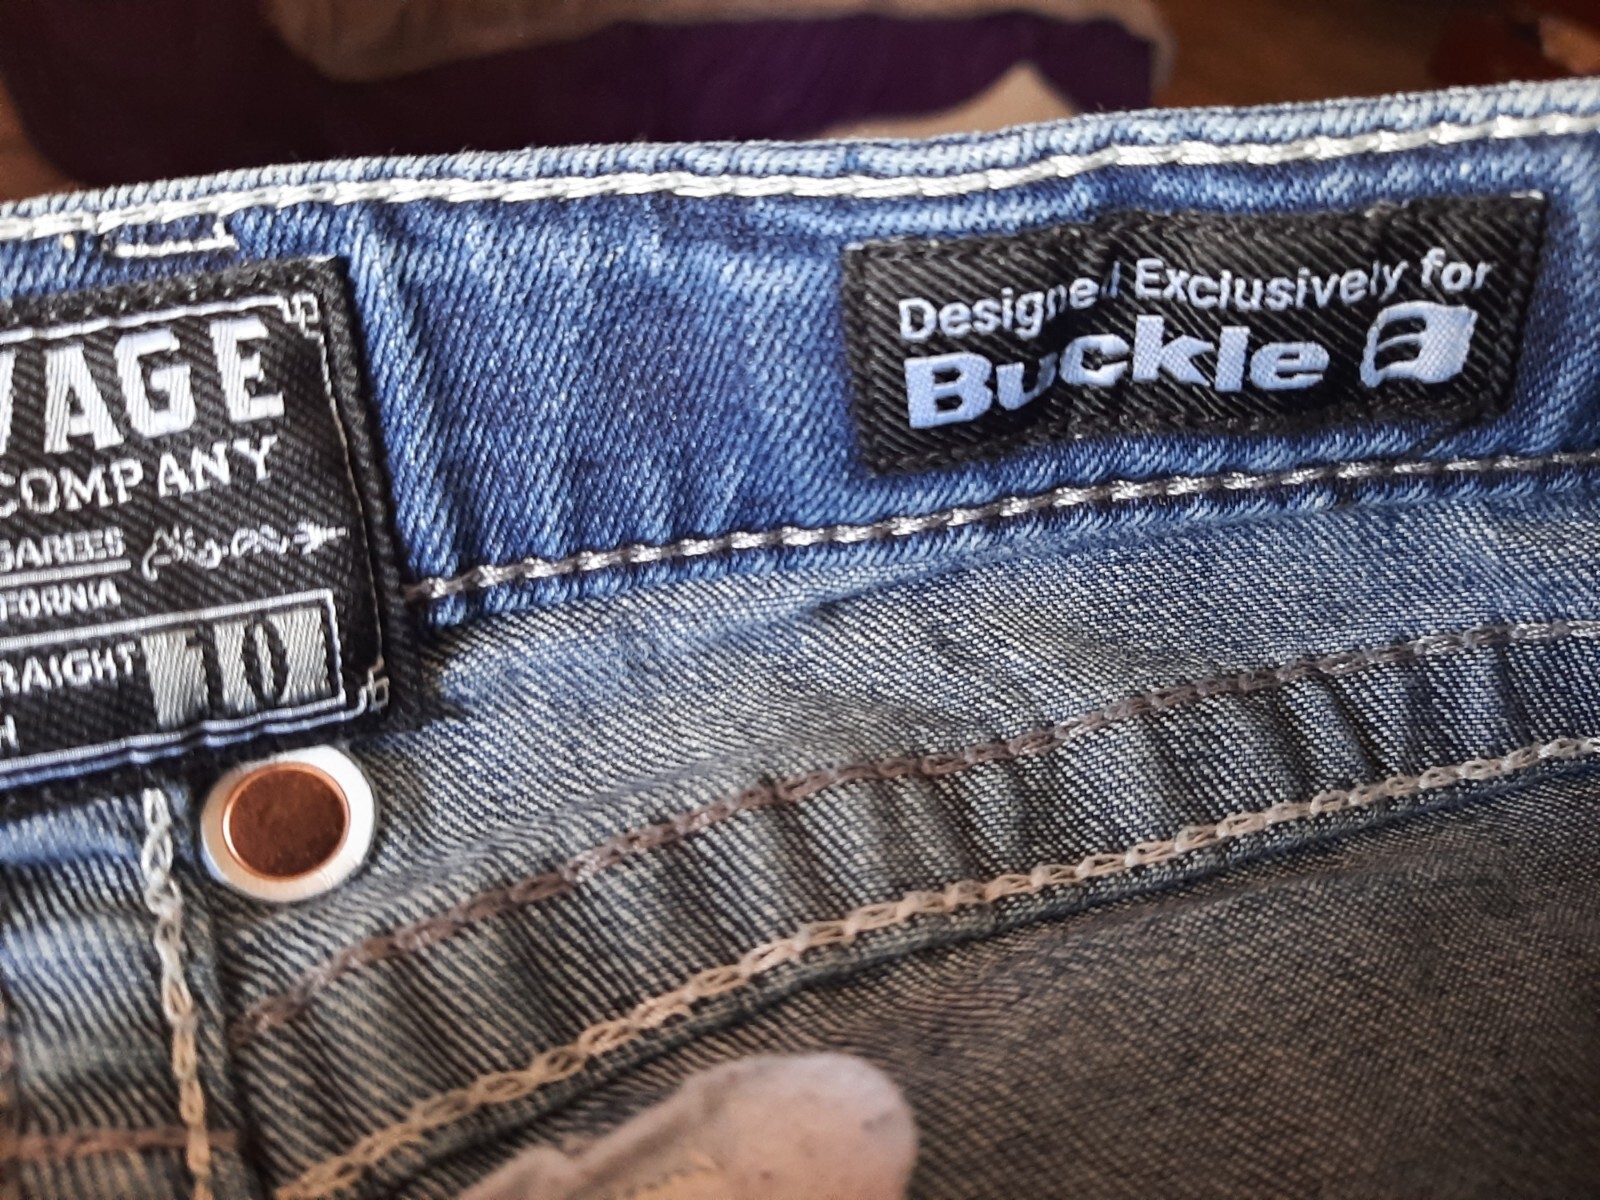 VAGE
COMPANY
GAREES
FORNIA
RAIGHT 10
H
Designed Exclusively for
Buckle B